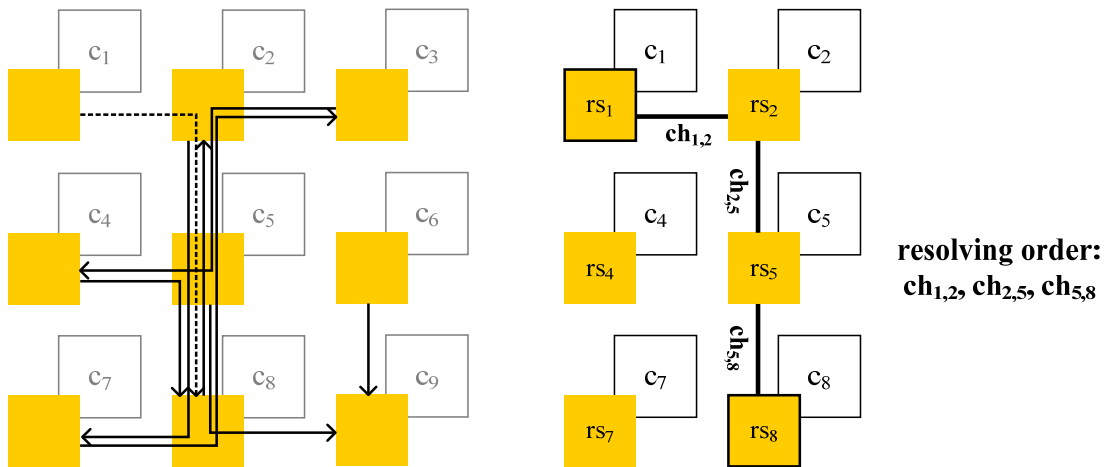 c1 c2 c3
c4 c5 c6
c7 c8 c9
c1 c2
rs1 rs2
ch1,2
ch2,5
c4 c5
rs4 rs5
ch5,8
c7 c8
rs7 rs8
resolving order:
ch1,2, ch2,5, ch5,8